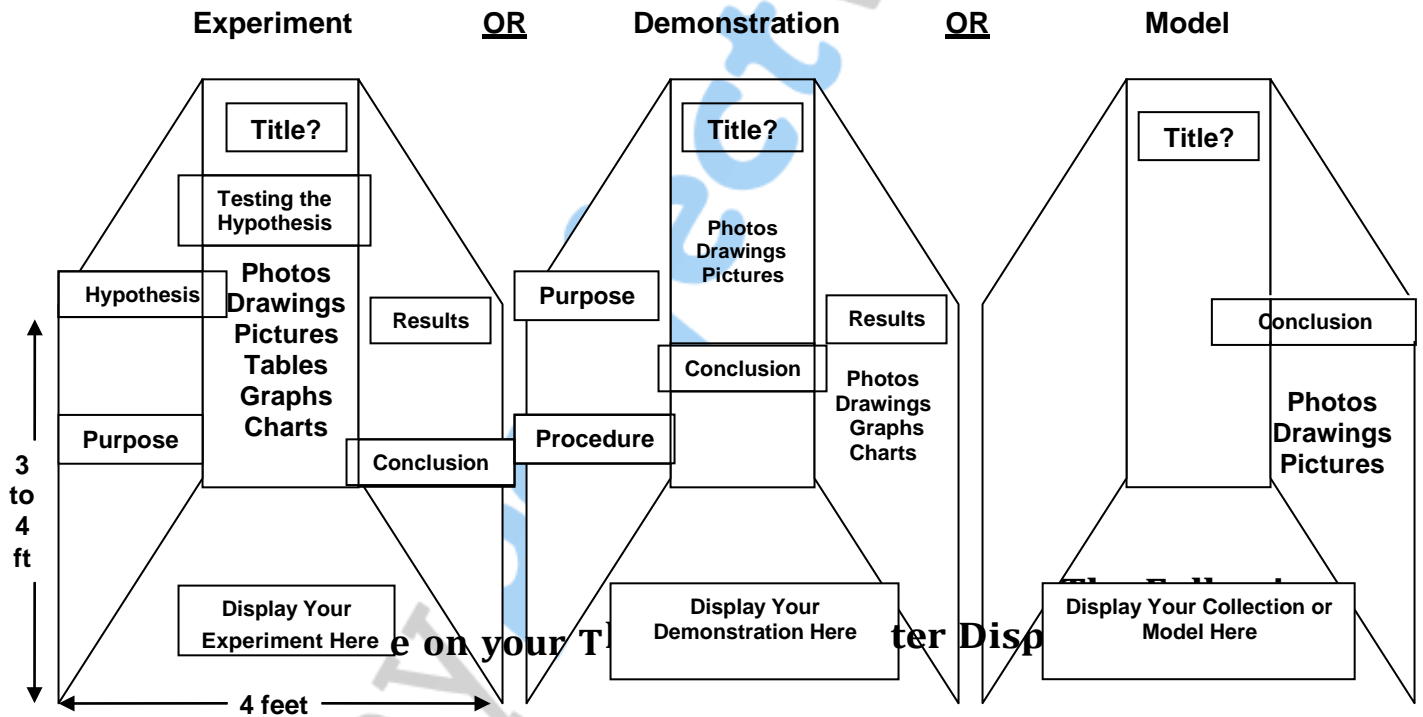 Experiment OR Demonstration OR Model
Title?
Testing the
Hypothesis
Hypothesis
Photos
Drawings
Pictures
Tables
Graphs
Charts
Results
Purpose
Conclusion
3
to
4
ft
Display Your
Experiment Here
4 feet
Title?
Photos
Drawings
Pictures
Purpose
Results
Conclusion
Photos
Drawings
Graphs
Charts
Procedure
Display Your
Demonstration Here
Title?
Conclusion
Photos
Drawings
Pictures
Display Your Collection or
Model Here
on your